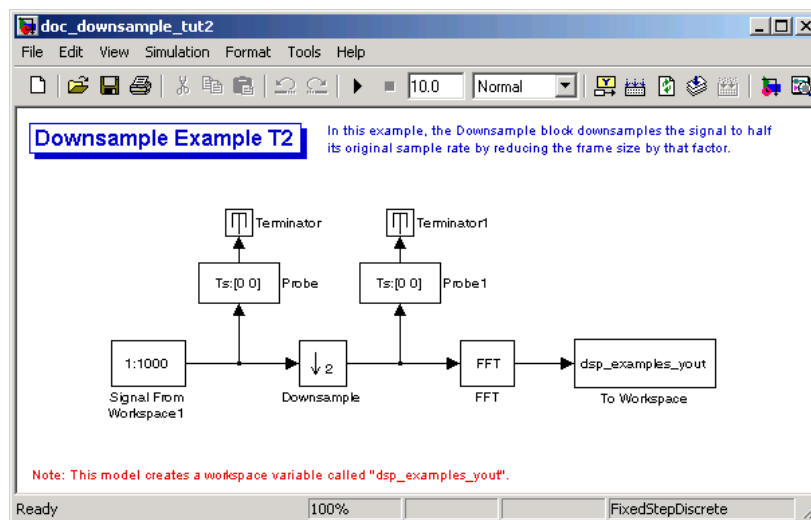 doc_downsample_tut2
File Edit View Simulation Format Tools Help
10.0 Normal
Downsample Example T2
In this example, the Downsample block downsamples the signal to half
its original sample rate by reducing the frame size by that factor.
Terminator
Terminator1
Ts:[0 0] Probe
Ts:[0 0] Probe1
1:1000
2
FFT
dsp_examples_yout
Signal From
Workspace1
Downsample
FFT
To Workspace
Note: This model creates a workspace variable called "dsp_examples_yout".
Ready 100% FixedStepDiscrete